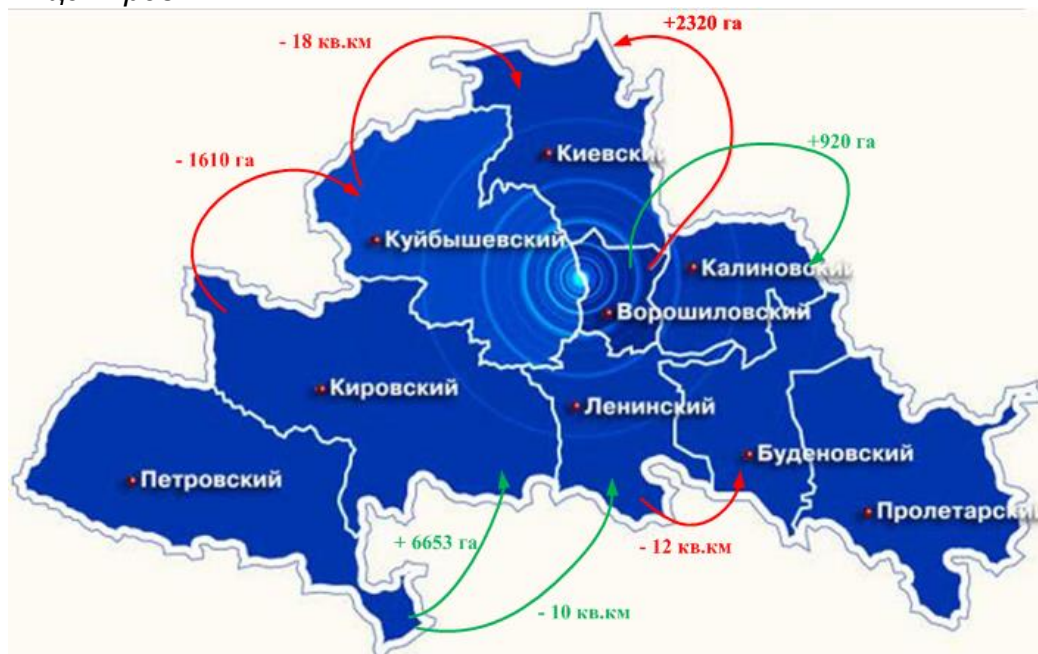 +2320 га
- 18 кв.км
+920 га
- 1610 га
Киевский
Куйбышевский
Калиновский
Ворошиловский
Кировский
Ленинский
Буденовский
Петровский
Пролетарский
+ 6653 га
- 12 кв.км
- 10 кв.км